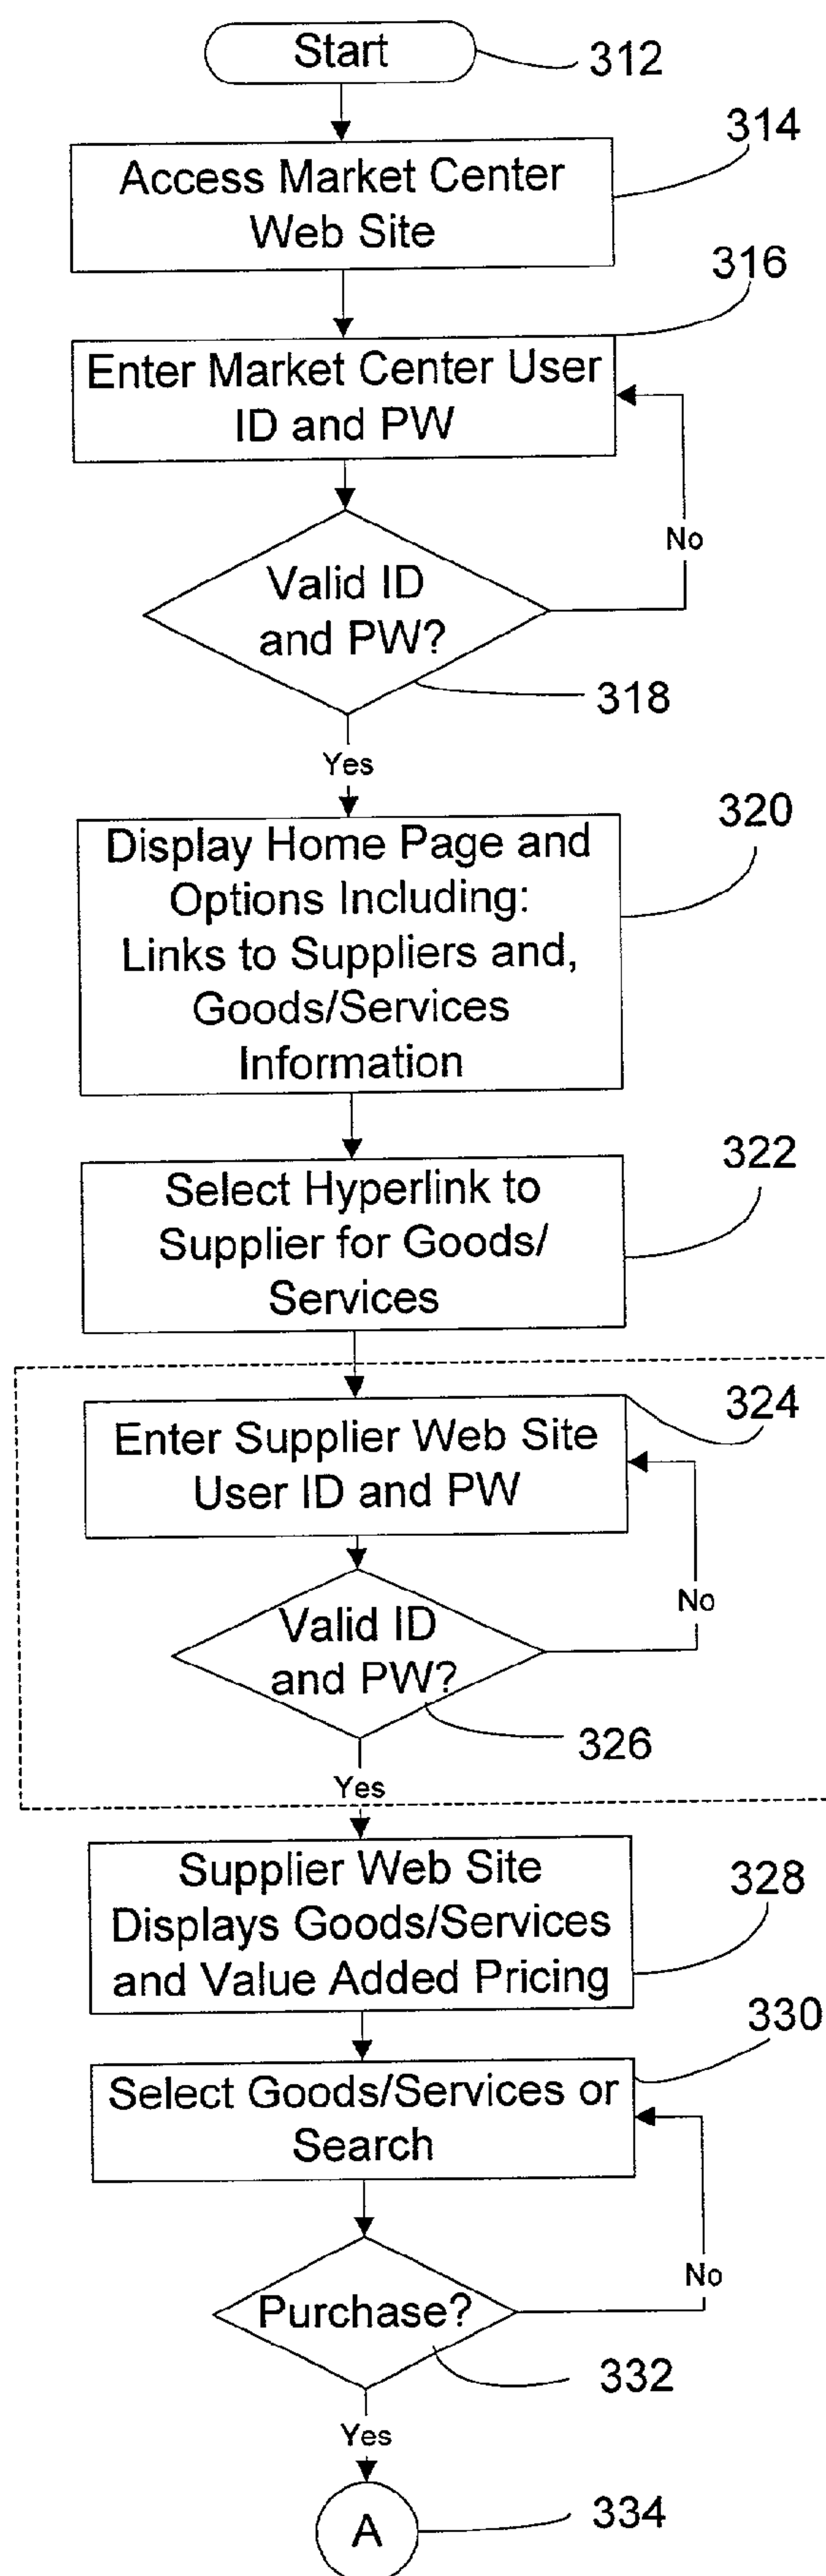 Start
312
314
Access Market Center
Web Site
316
Enter Market Center User
ID and PW
No
Valid ID
and PW?
318
Yes
320
Display Home Page and
Options Including:
Links to Suppliers and,
Goods/Services
Information
322
Select Hyperlink to
Supplier for Goods/
Services
324
Enter Supplier Web Site
User ID and PW
No
Valid ID
and PW?
326
Yes
Supplier Web Site
328
Displays Goods/Services
and Value Added Pricing
330
Select Goods/Services or
Search
No
Purchase?
332
Yes
A
334